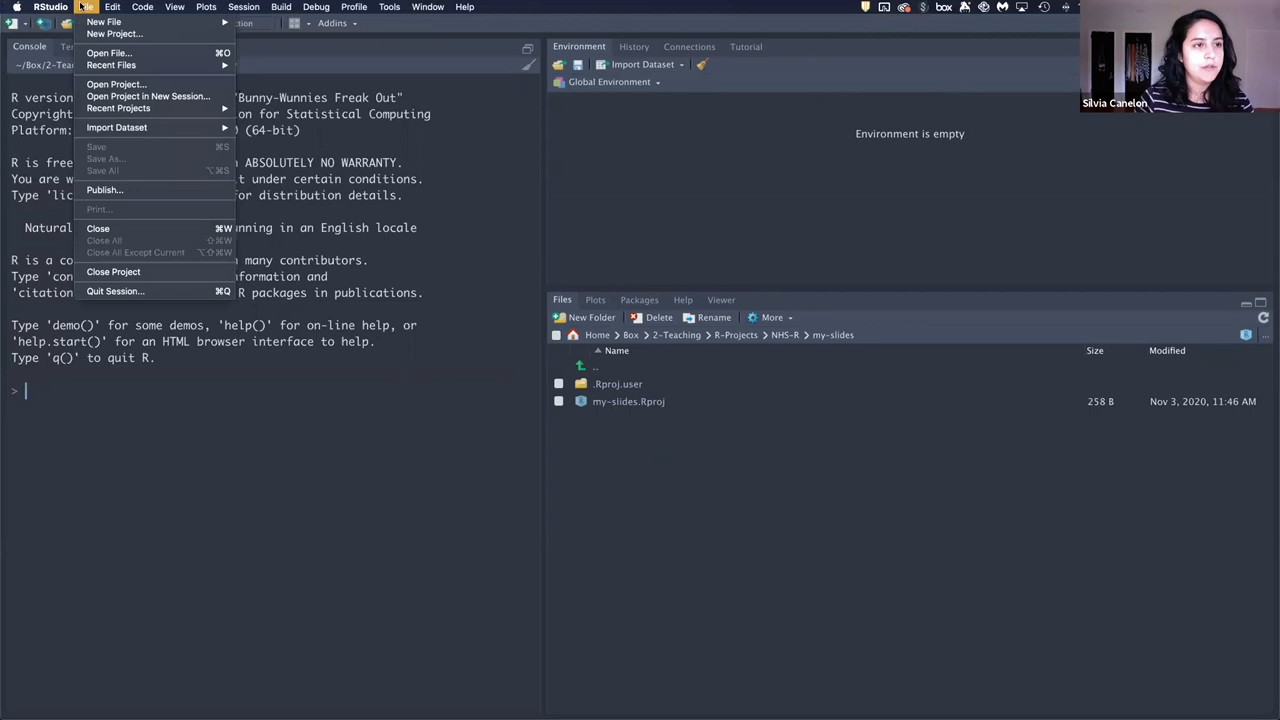 RStudio File Edit Code View Plots Session Build Debug Profile Tools Window Help
Addins
New File
New Project...
Open File... ⌘O
Recent Files
Open Project...
Open Project in New Session...
Recent Projects
Import Dataset
Save ⌘S
Save As...
Save All ⌥⌘S
Publish...
Print...
Close ⌘W
Close All ⇧⌘W
Close All Except Current ⌥⇧⌘W
Close Project
Quit Session... ⌘Q
Console
~/Box/2-Tea
R version "Bunny-Wunnies Freak Out"
Copyright on for Statistical Computing
Platform: 0 (64-bit)
R is free ABSOLUTELY NO WARRANTY.
You are w it under certain conditions.
Type 'lic for distribution details.
Natural unning in an English locale
R is a co many contributors.
Type 'con formation and
'citation R packages in publications.
Type 'demo()' for some demos, 'help()' for on-line help, or
'help.start()' for an HTML browser interface to help.
Type 'q()' to quit R.
>
Environment History Connections Tutorial
Import Dataset
Global Environment
Environment is empty
Files Plots Packages Help Viewer
New Folder Delete Rename More
Home Box 2-Teaching R-Projects NHS-R my-slides
Name Size Modified
..
.Rproj.user
my-slides.Rproj 258 B Nov 3, 2020, 11:46 AM
box
Silvia Canelon